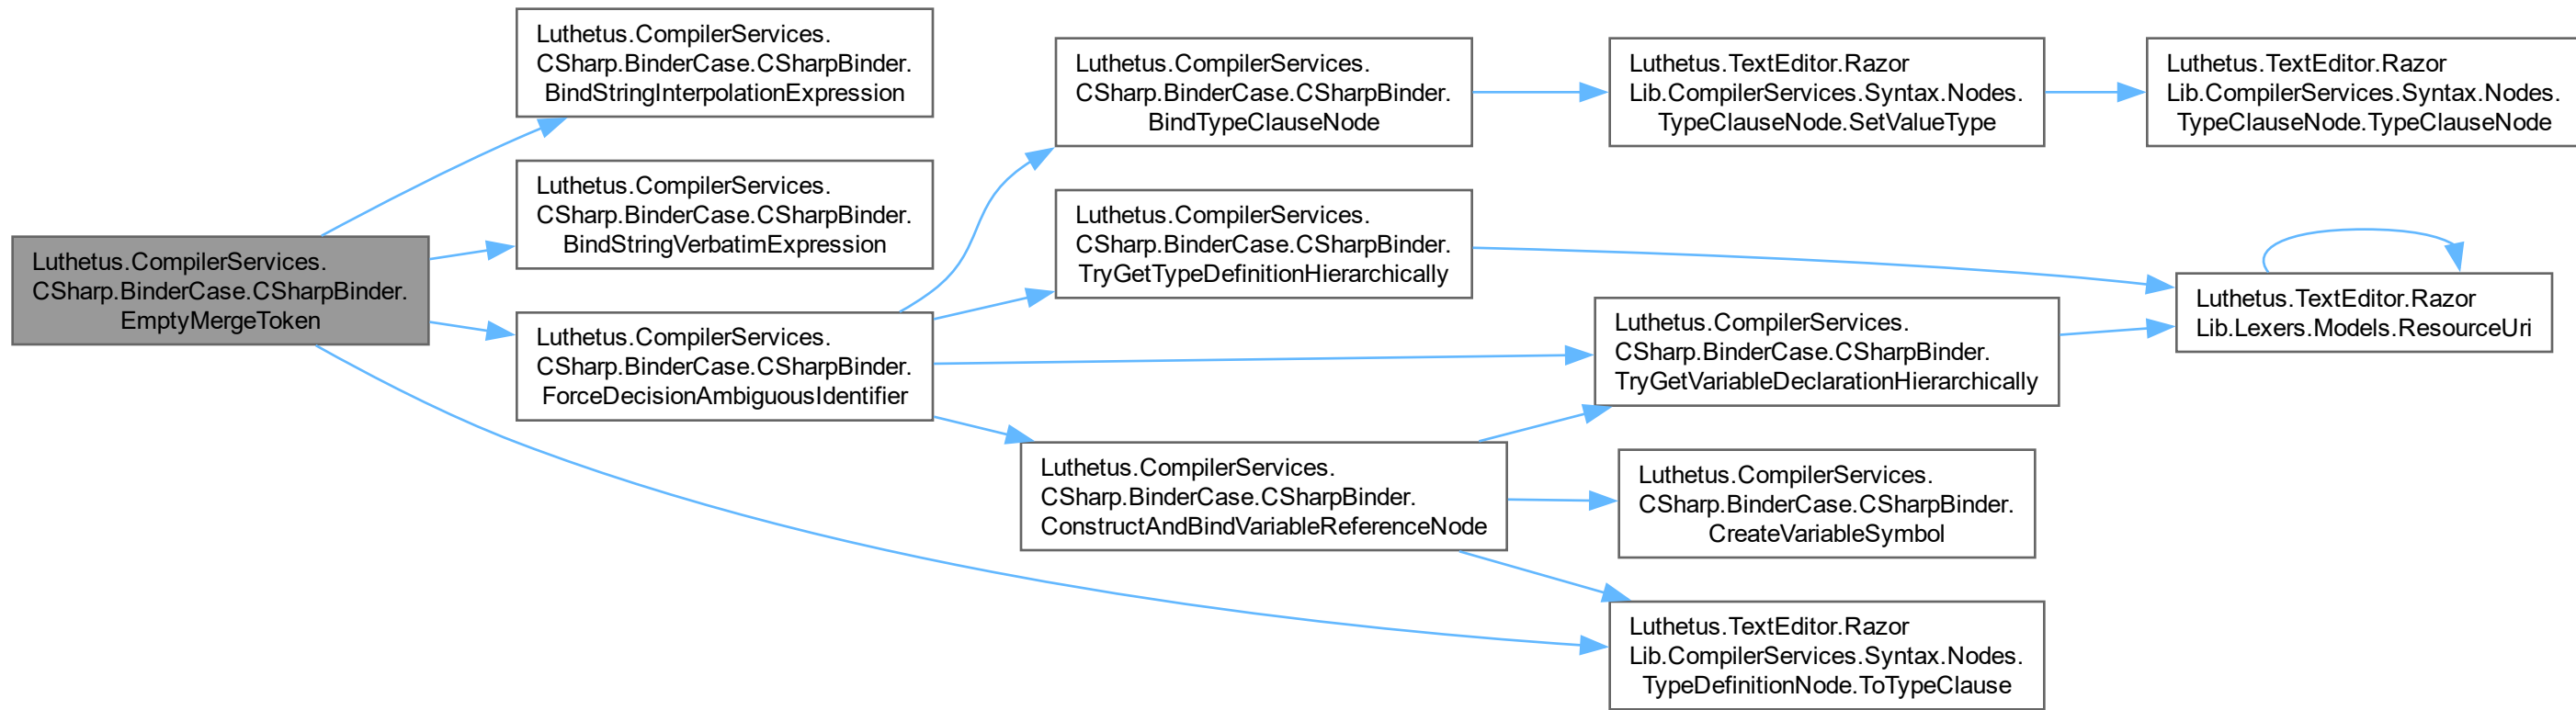 Luthetus.CompilerServices.
CSharp.BinderCase.CSharpBinder.
EmptyMergeToken
Luthetus.CompilerServices.
CSharp.BinderCase.CSharpBinder.
BindStringInterpolationExpression
Luthetus.CompilerServices.
CSharp.BinderCase.CSharpBinder.
BindStringVerbatimExpression
Luthetus.CompilerServices.
CSharp.BinderCase.CSharpBinder.
ForceDecisionAmbiguousIdentifier
Luthetus.CompilerServices.
CSharp.BinderCase.CSharpBinder.
BindTypeClauseNode
Luthetus.CompilerServices.
CSharp.BinderCase.CSharpBinder.
TryGetTypeDefinitionHierarchically
Luthetus.CompilerServices.
CSharp.BinderCase.CSharpBinder.
ConstructAndBindVariableReferenceNode
Luthetus.TextEditor.Razor
Lib.CompilerServices.Syntax.Nodes.
TypeClauseNode.SetValueType
Luthetus.CompilerServices.
CSharp.BinderCase.CSharpBinder.
TryGetVariableDeclarationHierarchically
Luthetus.CompilerServices.
CSharp.BinderCase.CSharpBinder.
CreateVariableSymbol
Luthetus.TextEditor.Razor
Lib.CompilerServices.Syntax.Nodes.
TypeDefinitionNode.ToTypeClause
Luthetus.TextEditor.Razor
Lib.CompilerServices.Syntax.Nodes.
TypeClauseNode.TypeClauseNode
Luthetus.TextEditor.Razor
Lib.Lexers.Models.ResourceUri